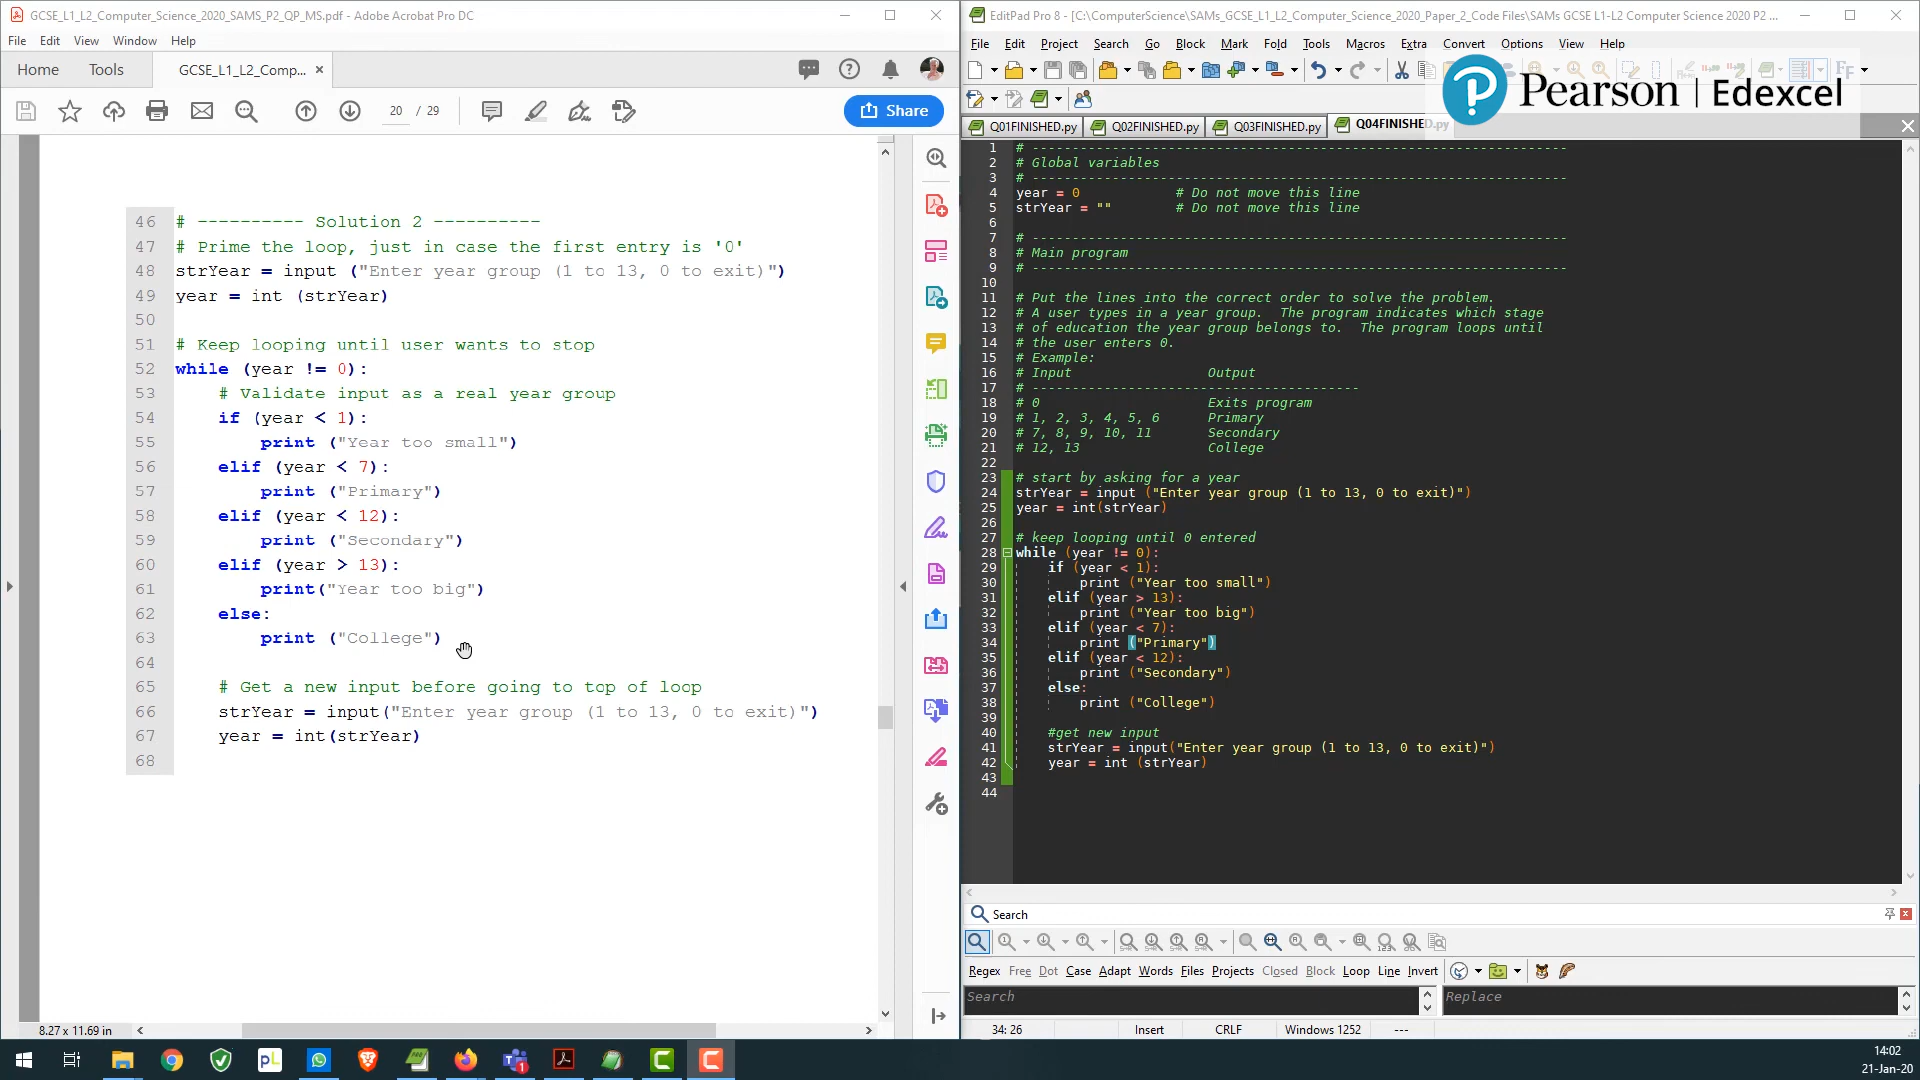 GCSE_L1_L2_Computer_Science_2020_SAMS_P2_QP_MS.pdf - Adobe Acrobat Pro DC
File Edit View Window Help
Home Tools GCSE_L1_L2_Comp... ×
20 / 29
Share
46 # ---------- Solution 2 ----------
47 # Prime the loop, just in case the first entry is '0'
48 strYear = input ("Enter year group (1 to 13, 0 to exit)")
49 year = int (strYear)
50
51 # Keep looping until user wants to stop
52 while (year != 0):
53 # Validate input as a real year group
54 if (year < 1):
55 print ("Year too small")
56 elif (year < 7):
57 print ("Primary")
58 elif (year < 12):
59 print ("Secondary")
60 elif (year > 13):
61 print("Year too big")
62 else:
63 print ("College")
64
65 # Get a new input before going to top of loop
66 strYear = input("Enter year group (1 to 13, 0 to exit)")
67 year = int(strYear)
68
8.27 x 11.69 in
EditPad Pro 8 - [C:\ComputerScience\SAMs_GCSE_L1_L2_Computer_Science_2020_Paper_2_Code Files\SAMs GCSE L1-L2 Computer Science 2020 P2 ...
File Edit Project Search Go Block Mark Fold Tools Macros Extra Convert Options View Help
Pearson | Edexcel
Q01FINISHED.py Q02FINISHED.py Q03FINISHED.py Q04FINISHED.py
1 # -------------------------------------------------------------------
2 # Global variables
3 # -------------------------------------------------------------------
4 year = 0 # Do not move this line
5 strYear = "" # Do not move this line
6
7 # -------------------------------------------------------------------
8 # Main program
9 # -------------------------------------------------------------------
10
11 # Put the lines into the correct order to solve the problem.
12 # A user types in a year group. The program indicates which stage
13 # of education the year group belongs to. The program loops until
14 # the user enters 0.
15 # Example:
16 # Input Output
17 # -----------------------------------------
18 # 0 Exits program
19 # 1, 2, 3, 4, 5, 6 Primary
20 # 7, 8, 9, 10, 11 Secondary
21 # 12, 13 College
22
23 # start by asking for a year
24 strYear = input ("Enter year group (1 to 13, 0 to exit)")
25 year = int(strYear)
26
27 # keep looping until 0 entered
28 while (year != 0):
29 if (year < 1):
30 print ("Year too small")
31 elif (year > 13):
32 print ("Year too big")
33 elif (year < 7):
34 print ("Primary")
35 elif (year < 12):
36 print ("Secondary")
37 else:
38 print ("College")
39
40 #get new input
41 strYear = input("Enter year group (1 to 13, 0 to exit)")
42 year = int (strYear)
43
44
Search
Regex Free Dot Case Adapt Words Files Projects Closed Block Loop Line Invert
Search Replace
34: 26 Insert CRLF Windows 1252 ---
14:02
21-Jan-20